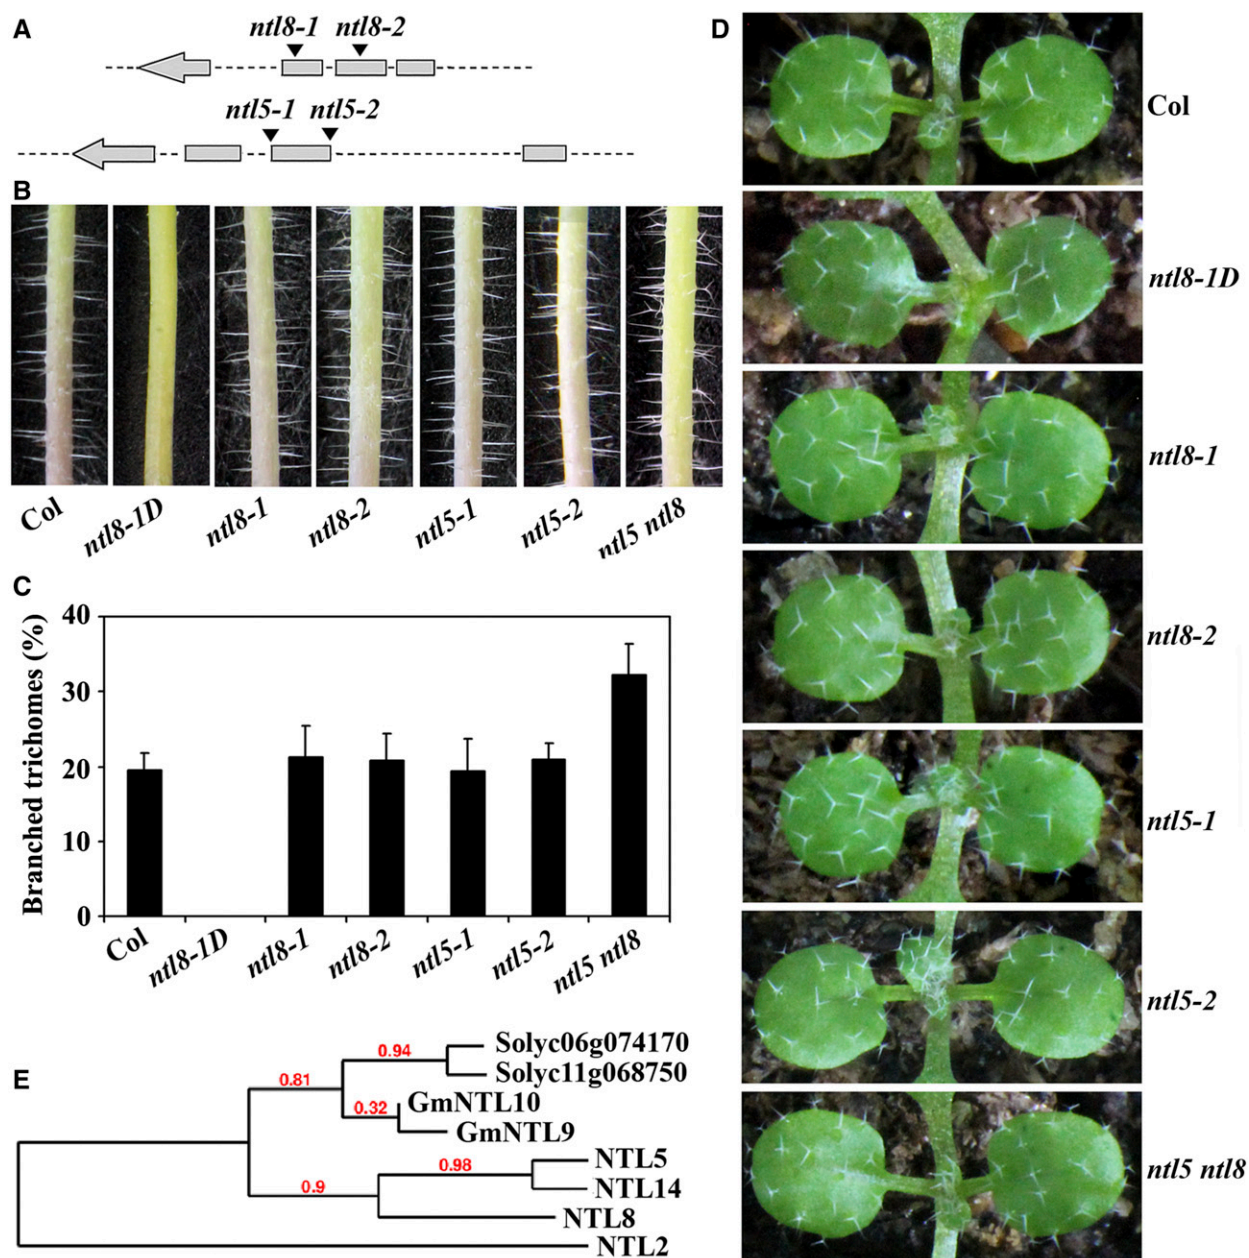 A
ntl8-1 ntl8-2
ntl5-1 ntl5-2
B
Col ntl8-1D ntl8-1 ntl8-2 ntl5-1 ntl5-2 ntl5 ntl8
C
Branched trichomes (%)
40
30
20
10
0
Col ntl8-1D ntl8-1 ntl8-2 ntl5-1 ntl5-2 ntl5 ntl8
E
0.94
0.81
0.32
0.98
0.9
Solyc06g074170
Solyc11g068750
GmNTL10
GmNTL9
NTL5
NTL14
NTL8
NTL2
D
Col
ntl8-1D
ntl8-1
ntl8-2
ntl5-1
ntl5-2
ntl5 ntl8